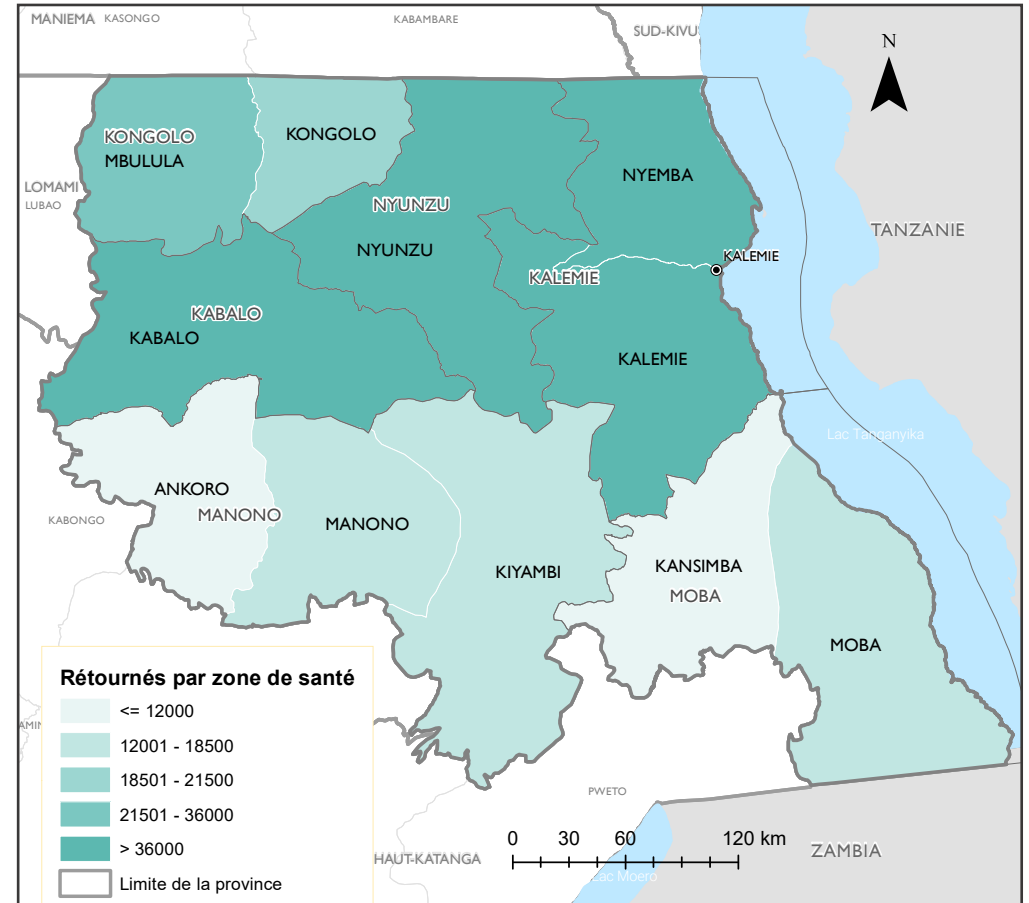 MANIEMA KASONGO
KABAMBARE
SUD-KIVU
N
KONGOLO
MBULULA
KONGOLO
NYEMBA
LOMAMI
LUBAO
NYUNZU
NYUNZU
TANZANIE
KALEMIE
KALEMIE
KABALO
KABALO
KALEMIE
Lac Tanganyika
ANKORO
MANONO
MANONO
KABONGO
KIYAMBI
KANSIMBA
MOBA
MOBA
Rétournés par zone de santé
<= 12000
12001 - 18500
18501 - 21500
21501 - 36000
> 36000
Limite de la province
PWETO
0 30 60 120 km
HAUT-KATANGA
Lac Moero
ZAMBIA